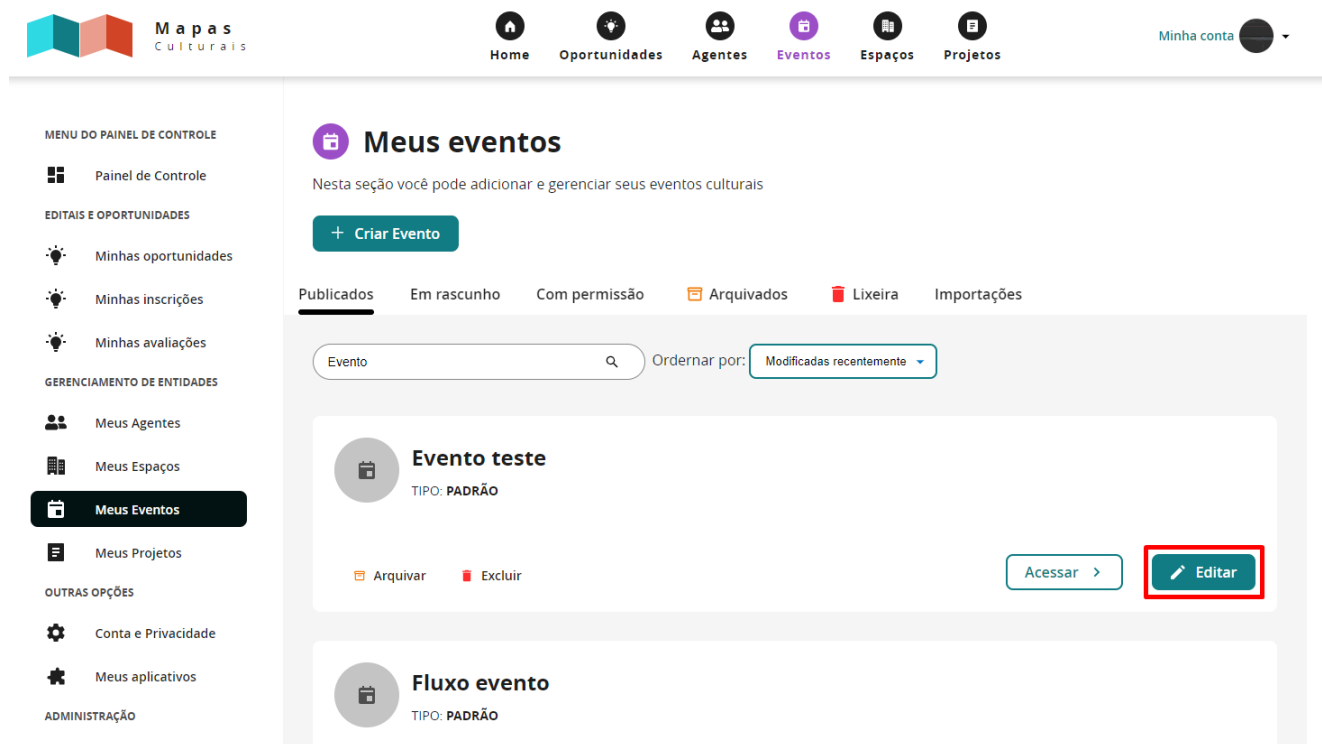 Mapas
Culturais
Home
Oportunidades
Agentes
Eventos
Espaços
Projetos
Minha conta
MENU DO PAINEL DE CONTROLE
Painel de Controle
EDITAIS E OPORTUNIDADES
Minhas oportunidades
Minhas inscrições
Minhas avaliações
GERENCIAMENTO DE ENTIDADES
Meus Agentes
Meus Espaços
Meus Eventos
Meus Projetos
OUTRAS OPÇÕES
Conta e Privacidade
Meus aplicativos
ADMINISTRAÇÃO
Meus eventos
Nesta seção você pode adicionar e gerenciar seus eventos culturais
+ Criar Evento
Publicados
Em rascunho
Com permissão
Arquivados
Lixeira
Importações
Evento
Ordernar por:
Modificadas recentemente
Evento teste
TIPO: PADRÃO
Arquivar
Excluir
Acessar
Editar
Fluxo evento
TIPO: PADRÃO